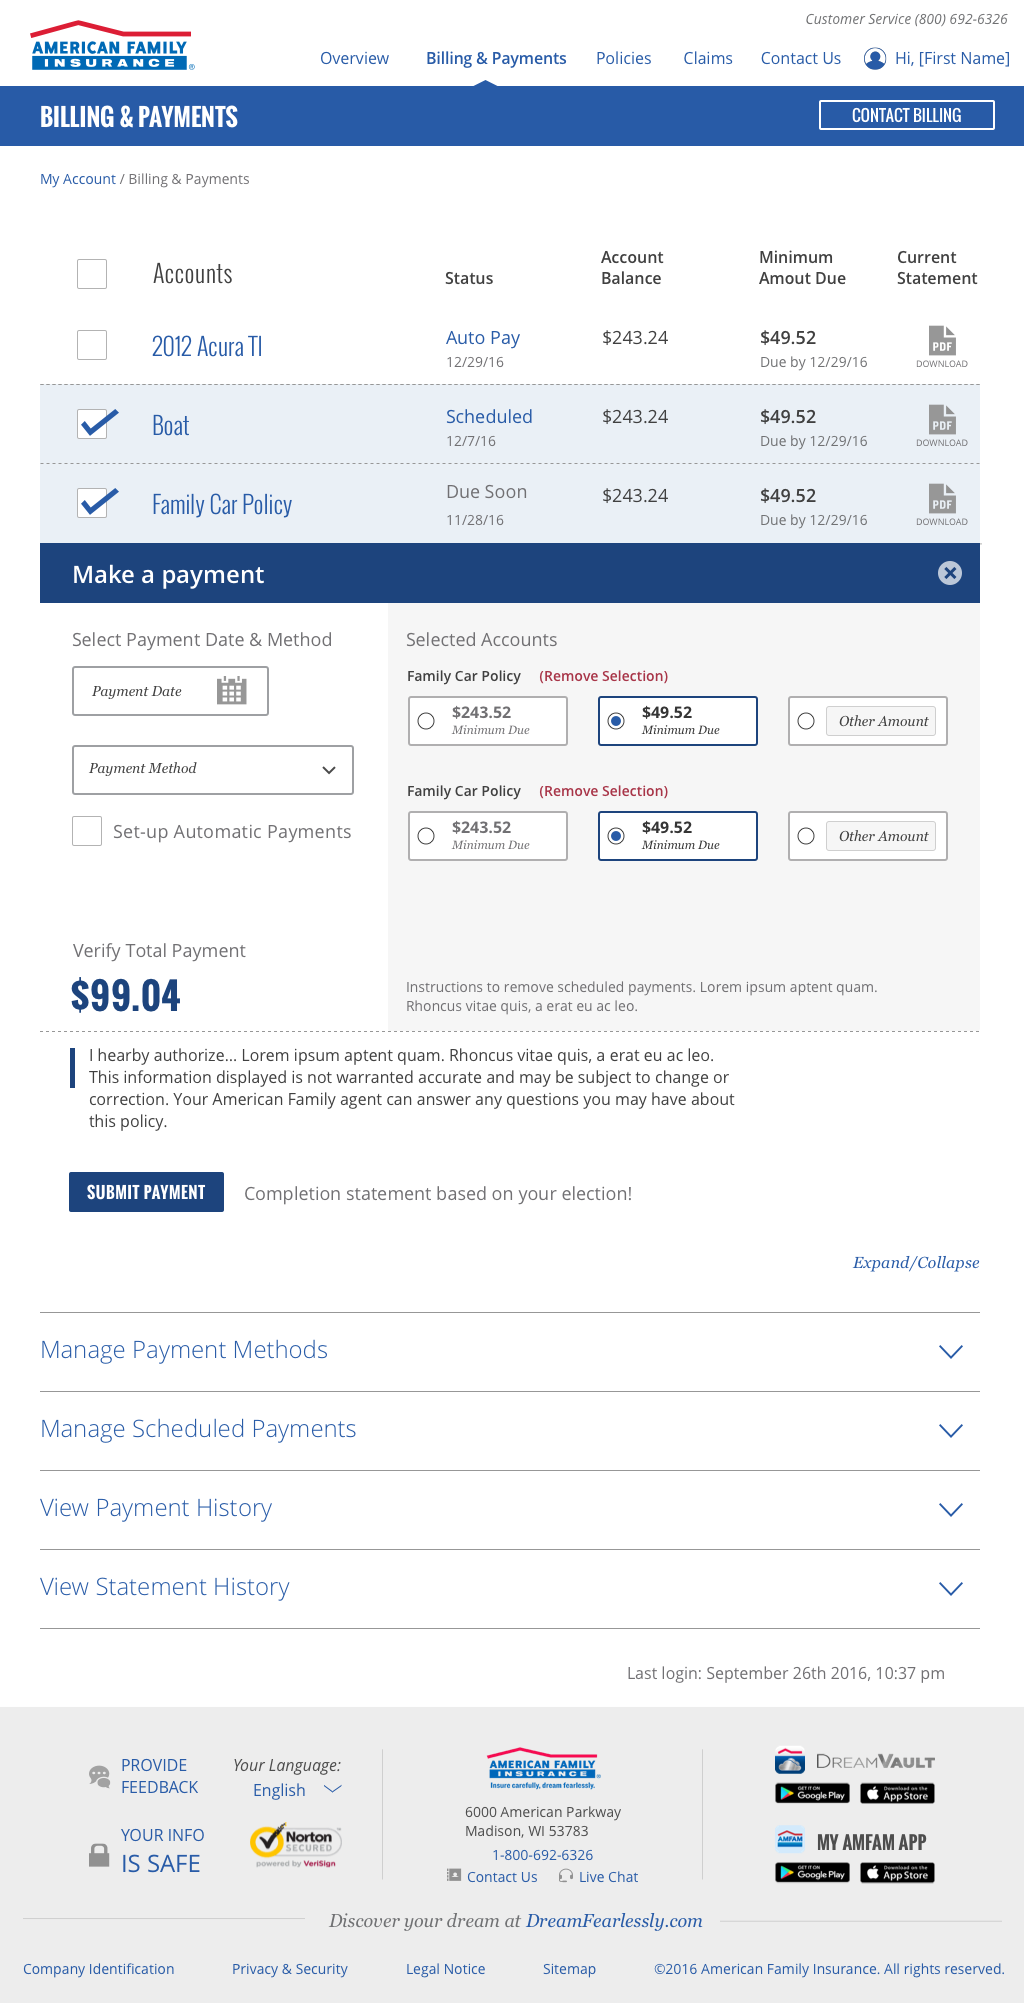 Customer Service (800) 692-6326
AMERICAN FAMILY
INSURANCE ®
Overview
Billing & Payments
Policies
Claims
Contact Us
Hi, [First Name]
BILLING & PAYMENTS
CONTACT BILLING
My Account / Billing & Payments
Accounts
Status
Account
Balance
Minimum
Amout Due
Current
Statement
2012 Acura Tl
Auto Pay
12/29/16
$243.24
$49.52
Due by 12/29/16
PDF
DOWNLOAD
Boat
Scheduled
12/7/16
$243.24
$49.52
Due by 12/29/16
PDF
DOWNLOAD
Family Car Policy
Due Soon
11/28/16
$243.24
$49.52
Due by 12/29/16
PDF
DOWNLOAD
Make a payment
Select Payment Date & Method
Payment Date
Payment Method
Set-up Automatic Payments
Verify Total Payment
$99.04
Selected Accounts
Family Car Policy (Remove Selection)
$243.52
Minimum Due
$49.52
Minimum Due
Other Amount
Family Car Policy (Remove Selection)
$243.52
Minimum Due
$49.52
Minimum Due
Other Amount
Instructions to remove scheduled payments. Lorem ipsum aptent quam.
Rhoncus vitae quis, a erat eu ac leo.
I hearby authorize... Lorem ipsum aptent quam. Rhoncus vitae quis, a erat eu ac leo.
This information displayed is not warranted accurate and may be subject to change or
correction. Your American Family agent can answer any questions you may have about
this policy.
SUBMIT PAYMENT
Completion statement based on your election!
Expand/Collapse
Manage Payment Methods
Manage Scheduled Payments
View Payment History
View Statement History
Last login: September 26th 2016, 10:37 pm
PROVIDE
FEEDBACK
Your Language:
English
YOUR INFO
IS SAFE
Norton
SECURED
powered by VeriSign
AMERICAN FAMILY
INSURANCE ®
Insure carefully, dream fearlessly.
6000 American Parkway
Madison, WI 53783
1-800-692-6326
Contact Us
Live Chat
DREAMVAULT
GET IT ON
Google Play
Download on the
App Store
AMFAM
MY AMFAM APP
GET IT ON
Google Play
Download on the
App Store
Discover your dream at DreamFearlessly.com
Company Identification
Privacy & Security
Legal Notice
Sitemap
©2016 American Family Insurance. All rights reserved.